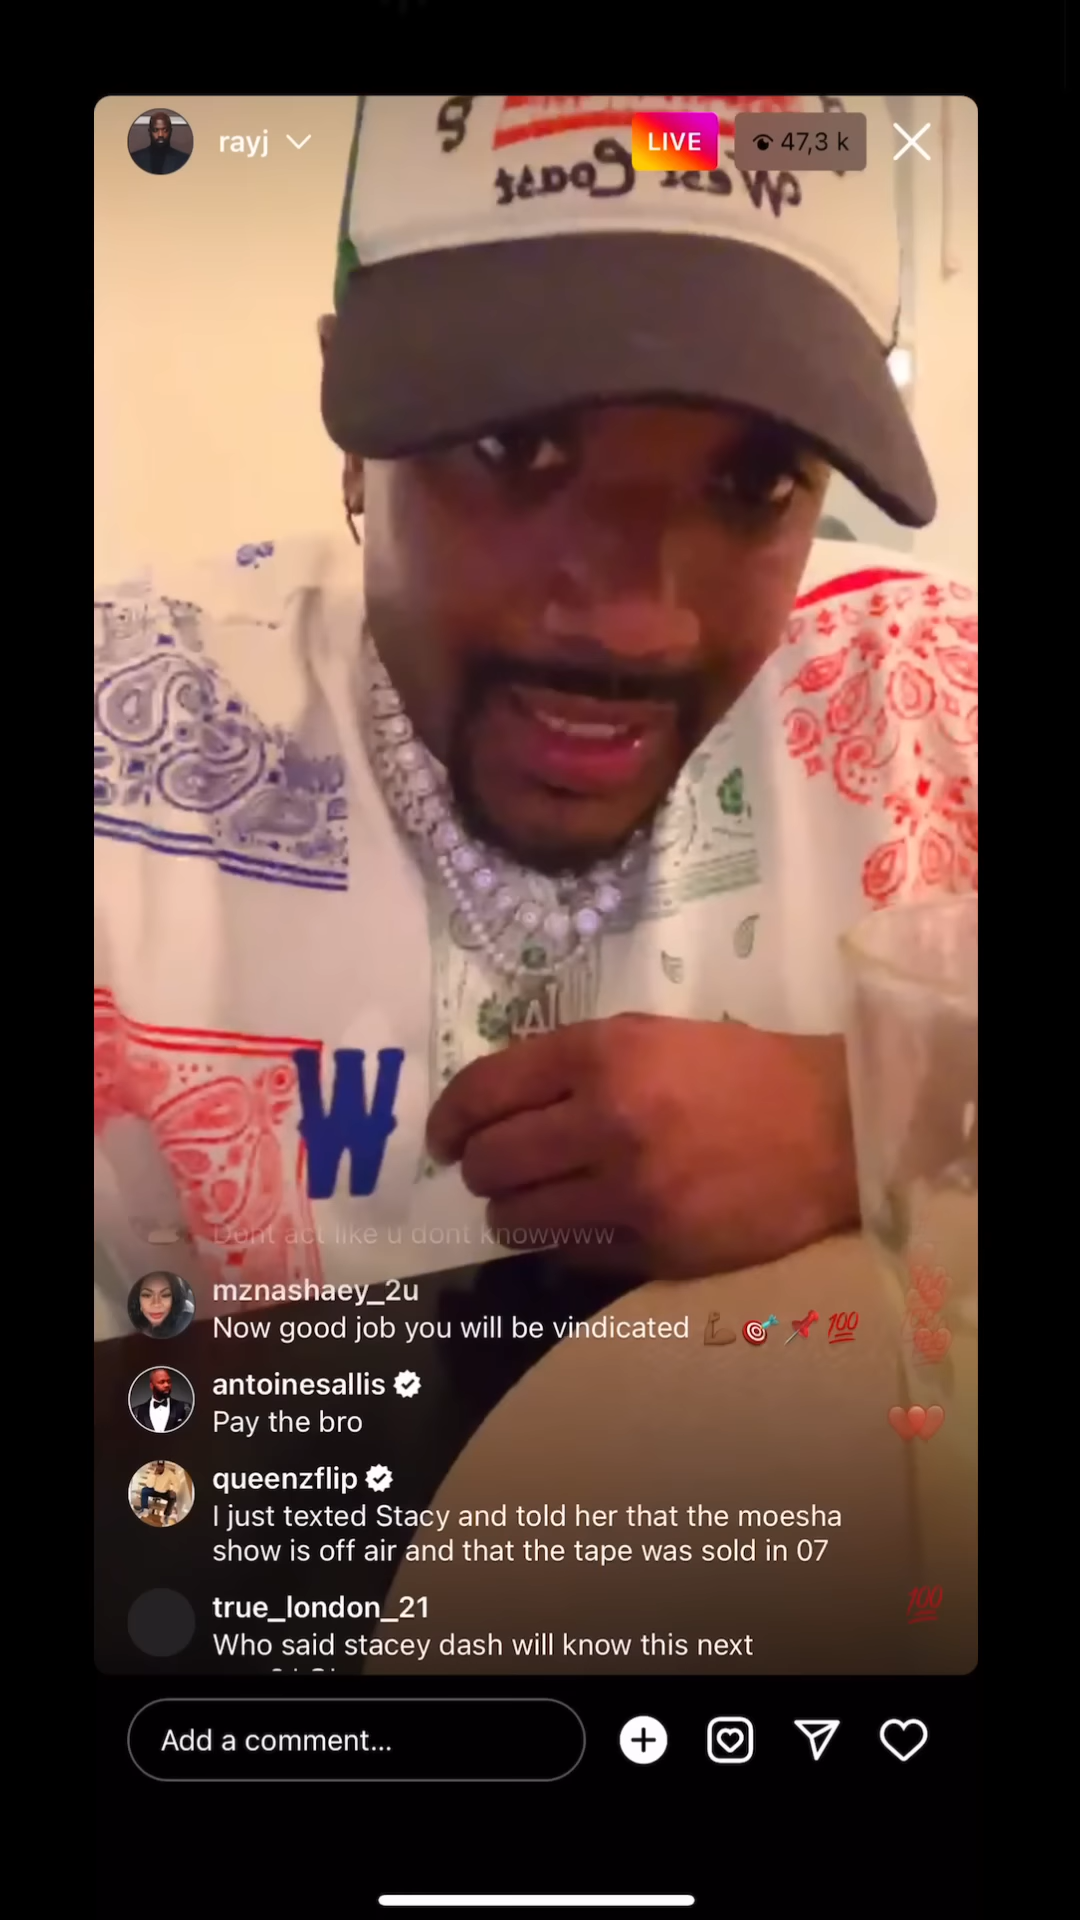 rayj
LIVE
47,3 k
West Coast
W
LA
Dont act like u dont knowwww
mznashaey_2u
Now good job you will be vindicated 💪🏾🎯📌💯
antoinesallis
Pay the bro
queenzflip
I just texted Stacy and told her that the moesha
show is off air and that the tape was sold in 07
true_london_21
Who said stacey dash will know this next
Add a comment...